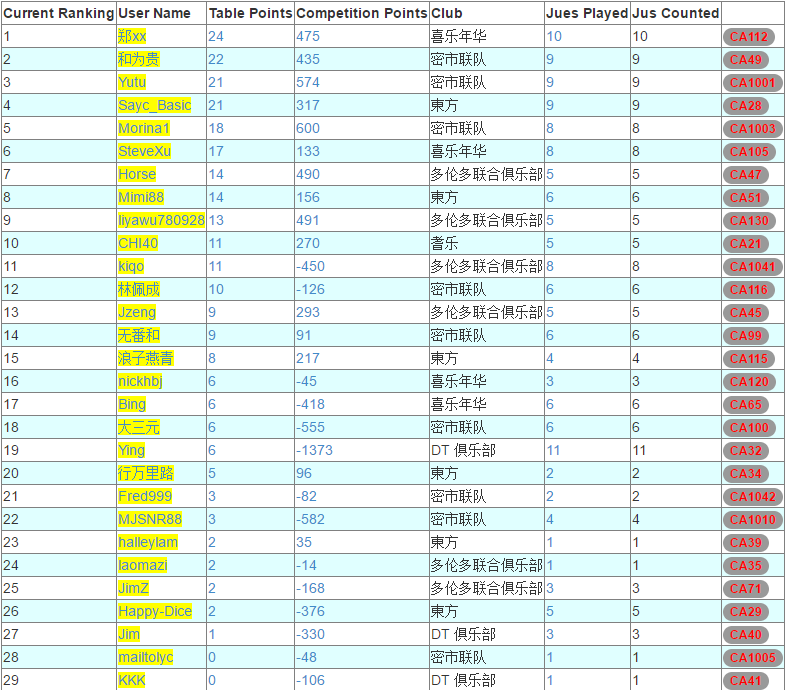 Current Ranking User Name Table Points Competition Points Club Jues Played Jus Counted
1 郑xx 24 475 喜乐年华 10 10 CA112
2 和为贵 22 435 密市联队 9 9 CA49
3 Yutu 21 574 密市联队 9 9 CA1001
4 Sayc_Basic 21 317 東方 9 9 CA28
5 Morina1 18 600 密市联队 8 8 CA1003
6 SteveXu 17 133 喜乐年华 8 8 CA105
7 Horse 14 490 多伦多联合俱乐部 5 5 CA47
8 Mimi88 14 156 東方 6 6 CA51
9 liyawu780928 13 491 多伦多联合俱乐部 5 5 CA130
10 CHI40 11 270 耆乐 5 5 CA21
11 kiqo 11 -450 多伦多联合俱乐部 8 8 CA1041
12 林佩成 10 -126 密市联队 6 6 CA116
13 Jzeng 9 293 多伦多联合俱乐部 5 5 CA45
14 无番和 9 91 密市联队 6 6 CA99
15 浪子燕青 8 217 東方 4 4 CA115
16 nickhbj 6 -45 喜乐年华 3 3 CA120
17 Bing 6 -418 喜乐年华 6 6 CA65
18 大三元 6 -555 密市联队 6 6 CA100
19 Ying 6 -1373 DT 俱乐部 11 11 CA32
20 行万里路 5 96 東方 2 2 CA34
21 Fred999 3 -82 密市联队 2 2 CA1042
22 MJSNR88 3 -582 密市联队 4 4 CA1010
23 halleylam 2 35 東方 1 1 CA39
24 laomazi 2 -14 多伦多联合俱乐部 1 1 CA35
25 JimZ 2 -168 多伦多联合俱乐部 3 3 CA71
26 Happy-Dice 2 -376 東方 5 5 CA29
27 Jim 1 -330 DT 俱乐部 3 3 CA40
28 mailtolyc 0 -48 密市联队 1 1 CA1005
29 KKK 0 -106 DT 俱乐部 1 1 CA41